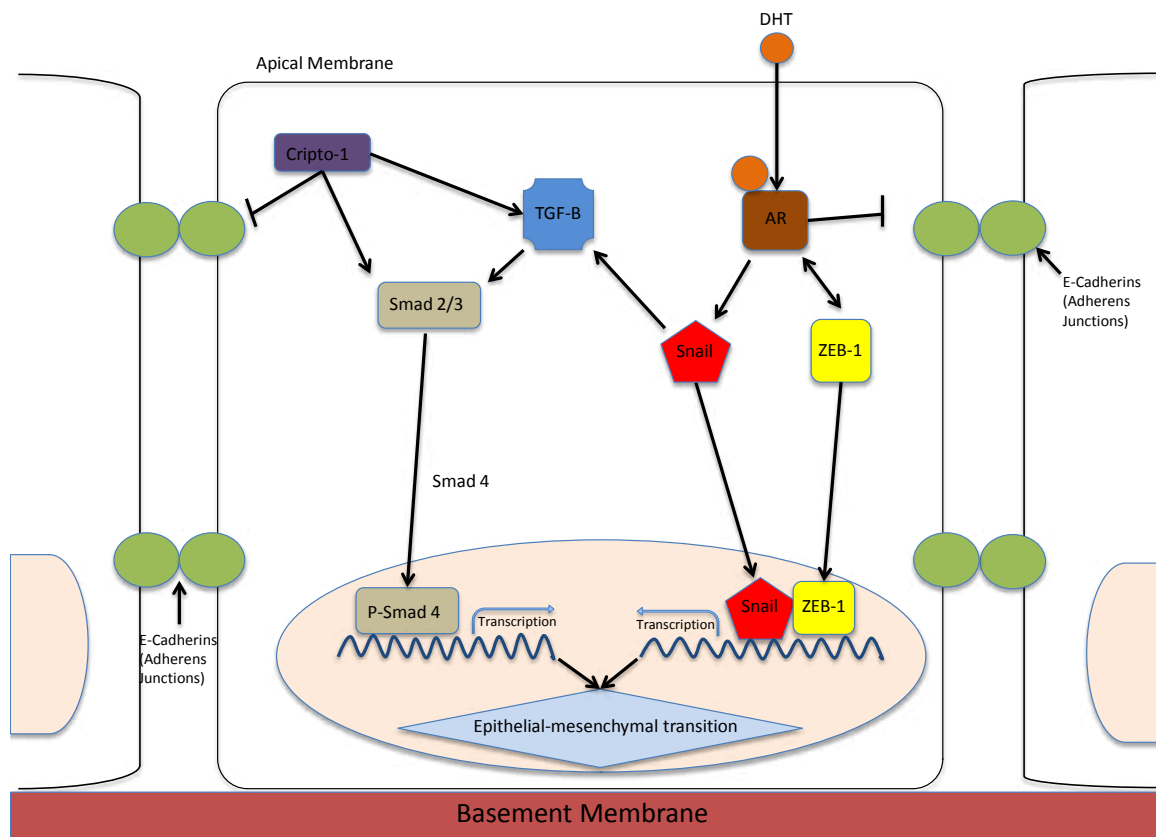 DHT
Apical Membrane
Cripto-1
TGF-B
AR
E-Cadherins
(Adherens
Junctions)
Smad 2/3
Snail
ZEB-1
Smad 4
P-Smad 4
Transcription
Transcription
Snail
ZEB-1
E-Cadherins
(Adherens
Junctions)
Epithelial-mesenchymal transition
Basement Membrane